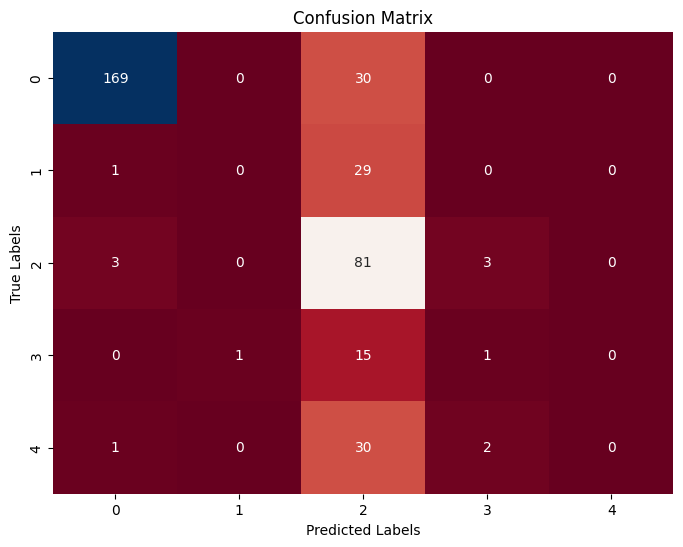 Confusion Matrix
True Labels
0 169 0 30 0 0
1 1 0 29 0 0
2 3 0 81 3 0
3 0 1 15 1 0
4 1 0 30 2 0
0 1 2 3 4
Predicted Labels